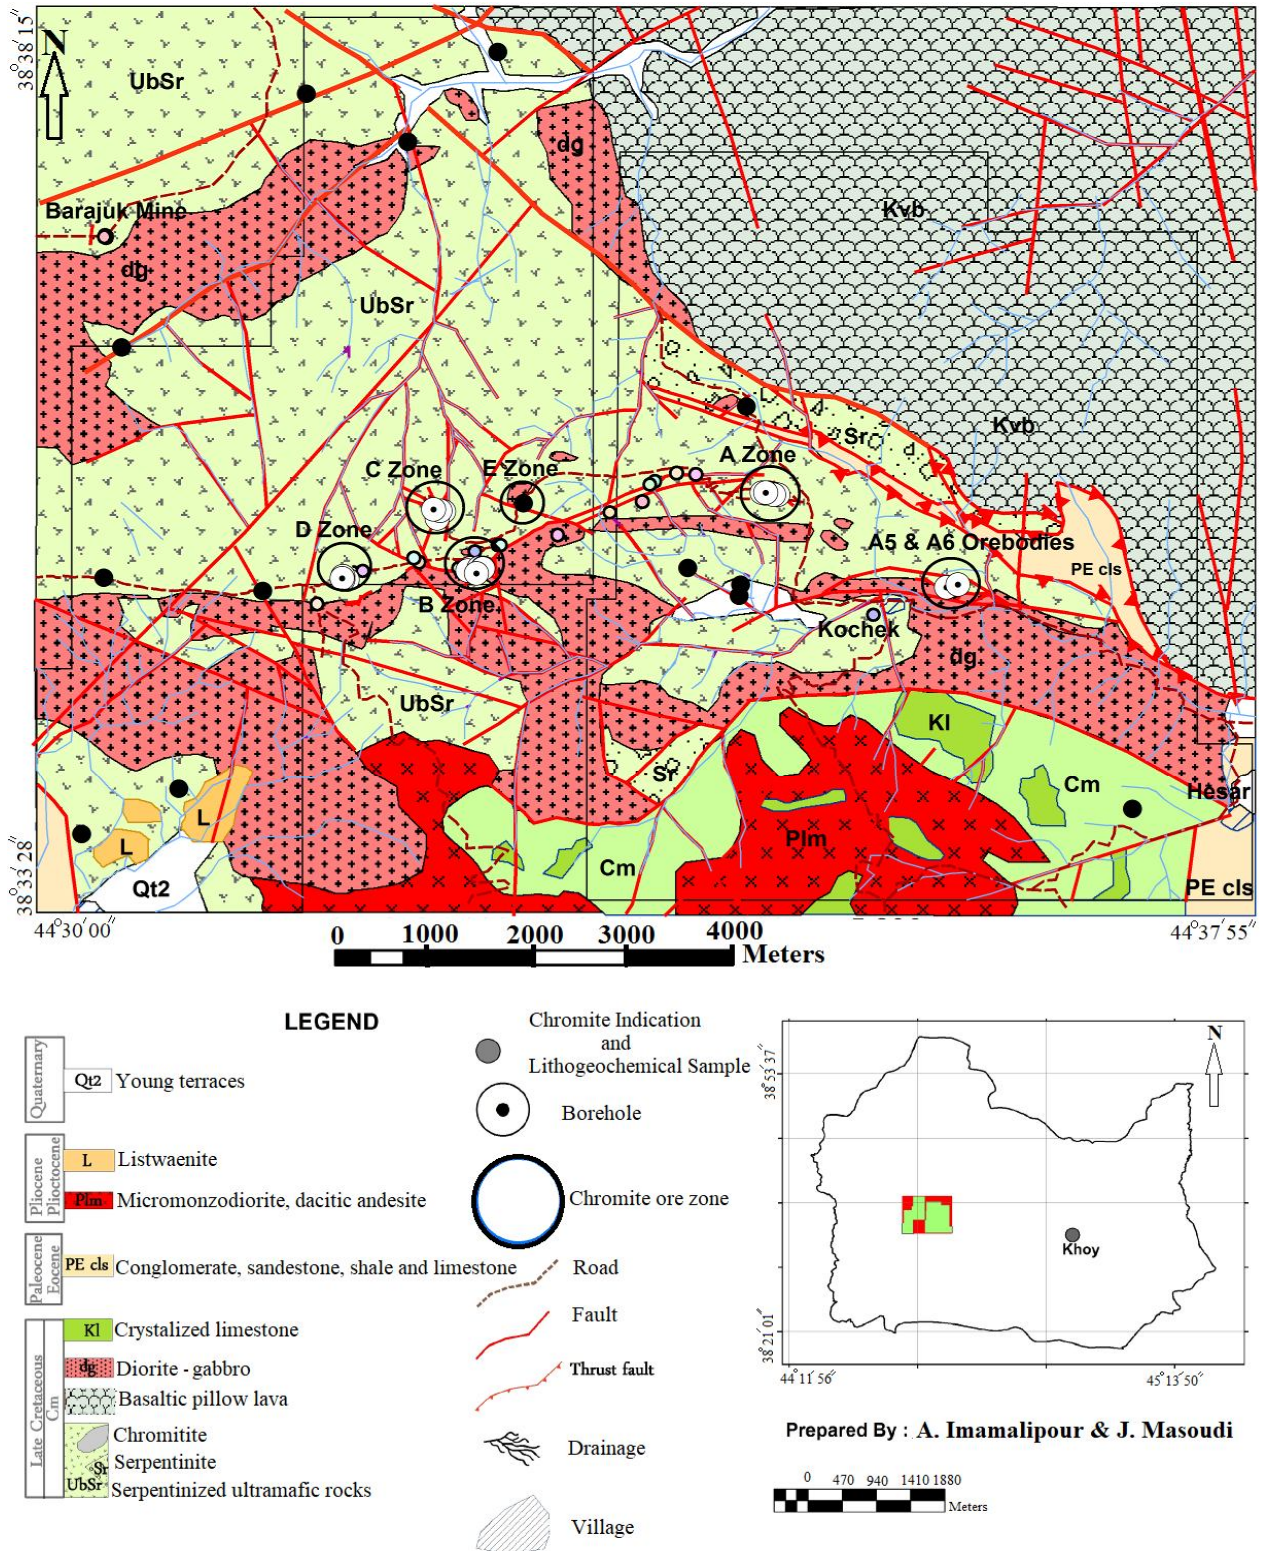 38°38′15″
N
UbSr
dg
Barajuk Mine
Kvb
dg
UbSr
Kvb
Sr
A Zone
C Zone
E Zone
D Zone
A5 & A6 Orebodies
PE cls
B Zone
Kochek
dg
UbSr
Kl
Sr
Cm
Hesar
L
L
Plm
Cm
Qt2
PE cls
38°33′28″
44°30′00″
44°37′55″
0 1000 2000 3000 4000
Meters
LEGEND
Quaternary
Qt2 Young terraces
Pliocene
Plioctocene
L Listwaenite
Plm Micromonzodiorite, dacitic andesite
Paleocene
Eocene
PE cls Conglomerate, sandestone, shale and limestone
Late Cretaceous
Cm
Kl Crystalized limestone
dg Diorite - gabbro
Basaltic pillow lava
Chromitite
Sr Serpentinite
UbSr Serpentinized ultramafic rocks
Chromite Indication
and
Lithogeochemical Sample
Borehole
Chromite ore zone
Road
Fault
Thrust fault
Drainage
Village
N
38°53′37″
Khoy
38°21′01″
44°11′56″
45°13′50″
Prepared By : A. Imamalipour & J. Masoudi
0 470 940 1410 1880
Meters